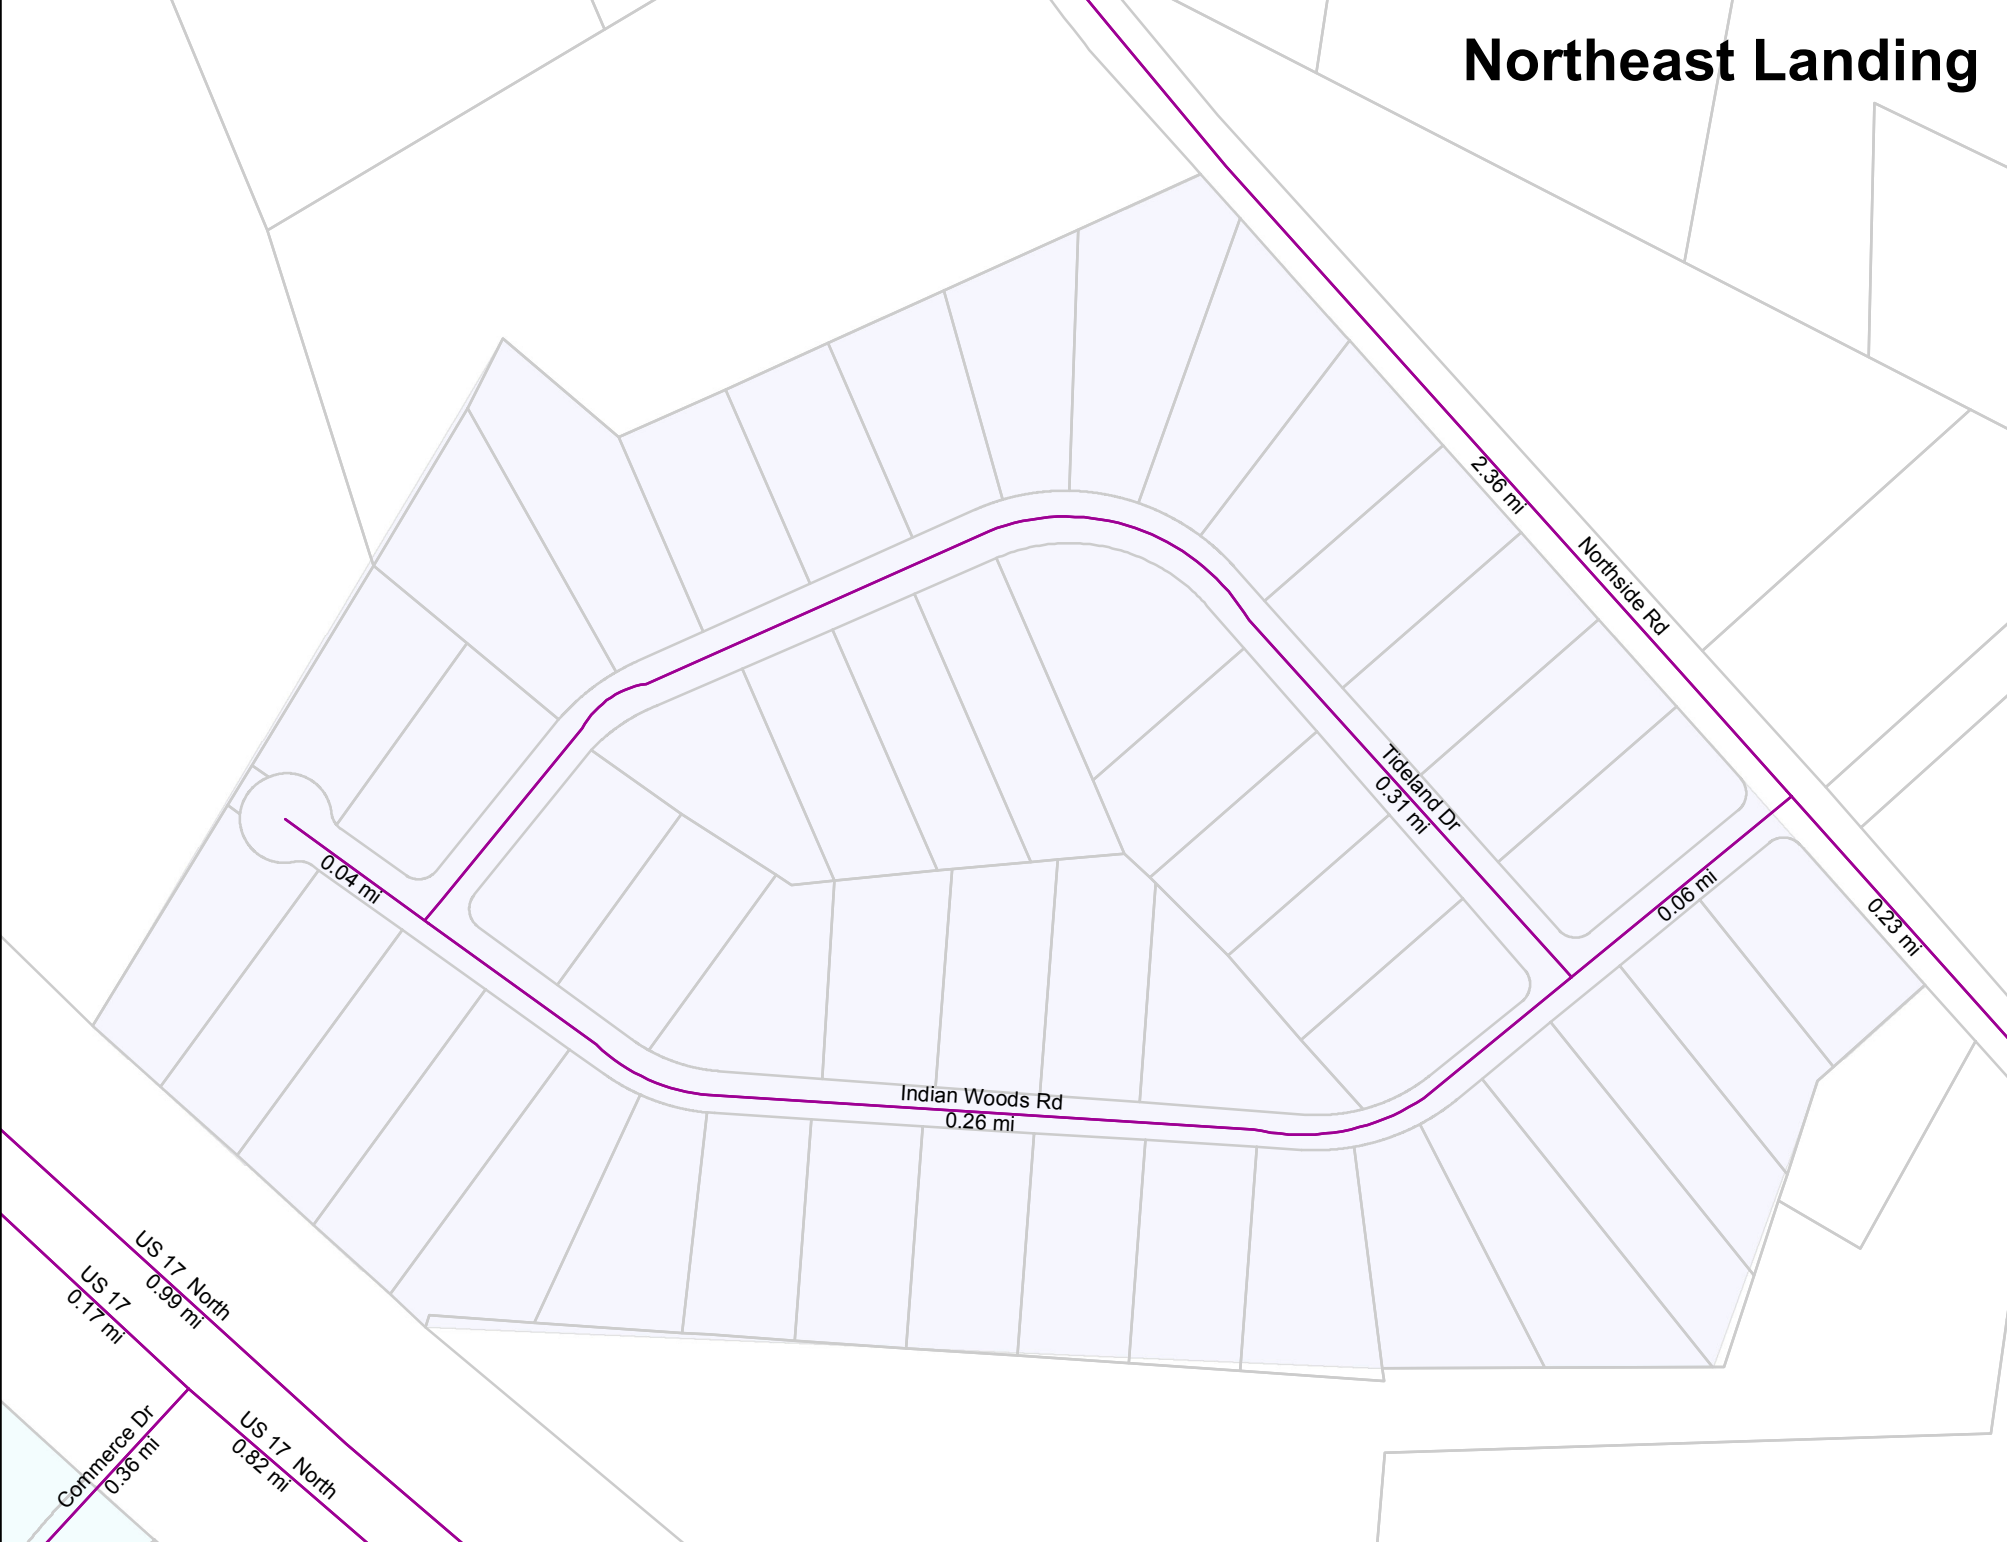 Northeast Landing
2.36 mi
Northside Rd
Tideland Dr
0.31 mi
0.04 mi
0.06 mi
0.23 mi
Indian Woods Rd
0.26 mi
US 17 North
0.99 mi
US 17
0.17 mi
Commerce Dr
0.36 mi
US 17 North
0.82 mi